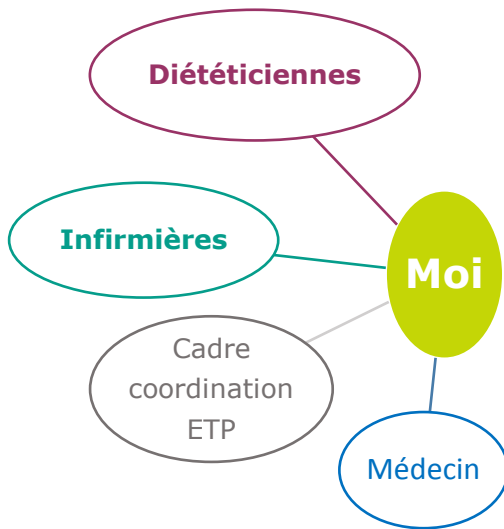 Diététiciennes
Infirmières
Moi
Cadre
coordination
ETP
Médecin